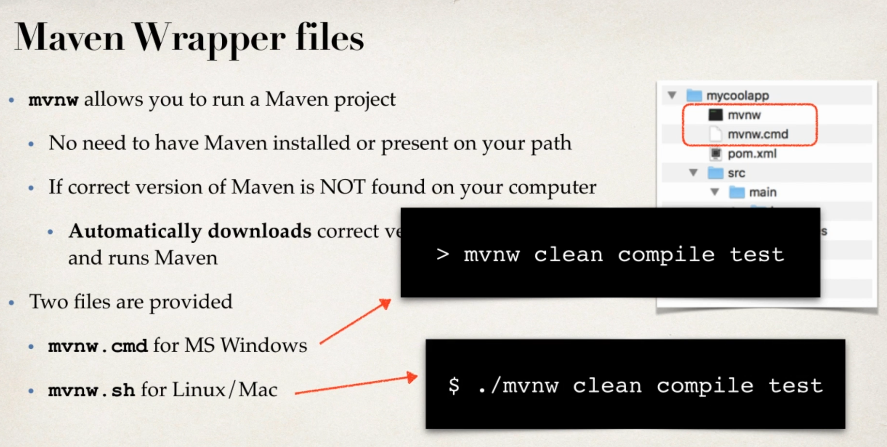 Maven Wrapper files
mvnw allows you to run a Maven project
No need to have Maven installed or present on your path
If correct version of Maven is NOT found on your computer
Automatically downloads correct
and runs Maven
Two files are provided
mvnw.cmd for MS Windows
mvnw.sh for Linux/Mac
mycoolapp
mvnw
mvnw.cmd
pom.xml
src
main
> mvnw clean compile test
$ ./mvnw clean compile test